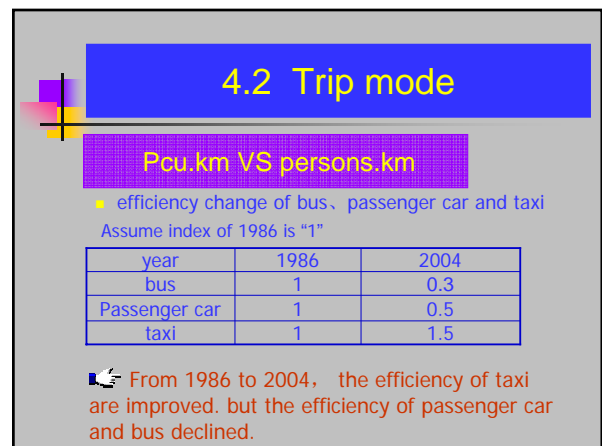 4.2 Trip mode
Pcu.km VS persons.km
efficiency change of bus、passenger car and taxi
Assume index of 1986 is “1”
year 1986 2004
bus 1 0.3
Passenger car 1 0.5
taxi 1 1.5
From 1986 to 2004， the efficiency of taxi
are improved. but the efficiency of passenger car
and bus declined.